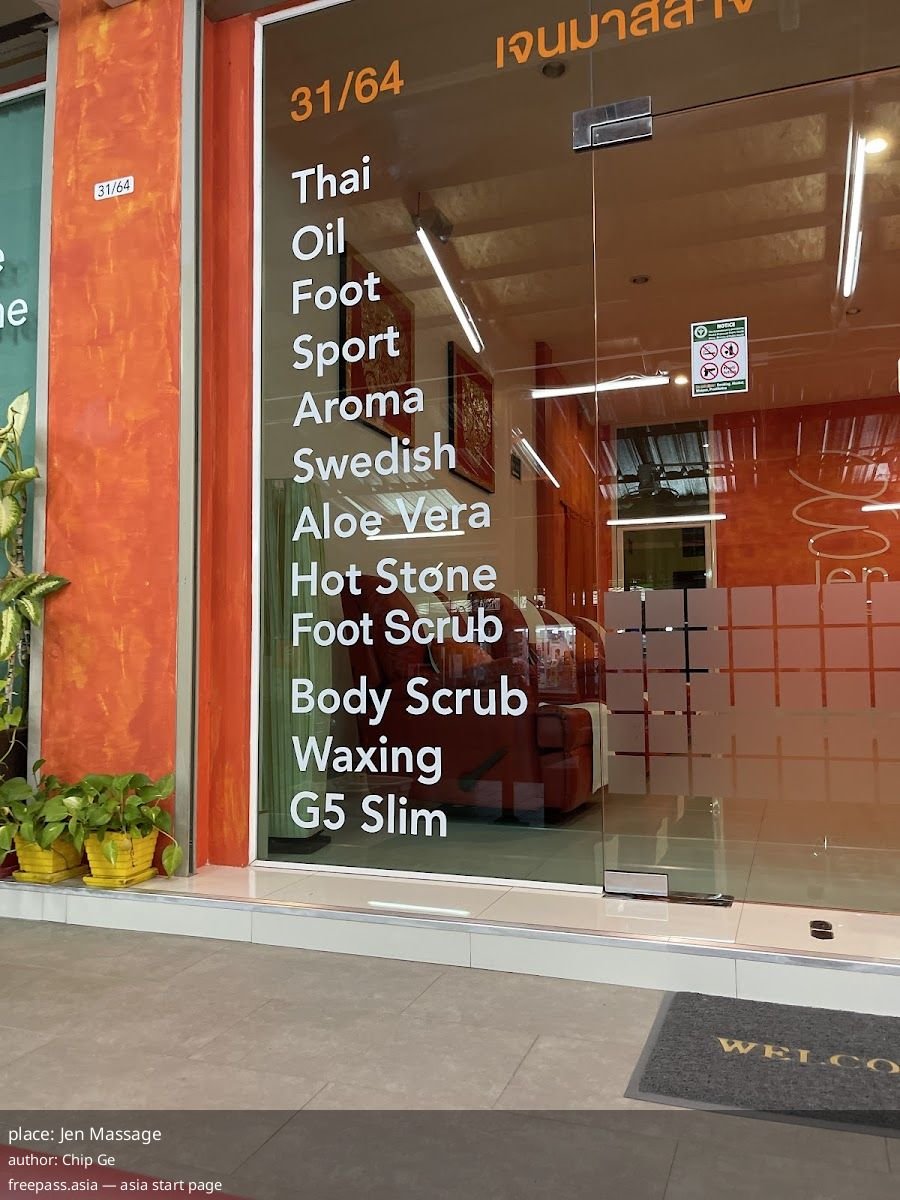 เจนมาสสาจ
31/64
31/64
Thai
Oil
Foot
Sport
Aroma
Swedish
Aloe Vera
Hot Stone
Foot Scrub
Body Scrub
Waxing
G5 Slim
NOTICE
WELCO
place: Jen Massage
author: Chip Ge
freepass.asia — asia start page